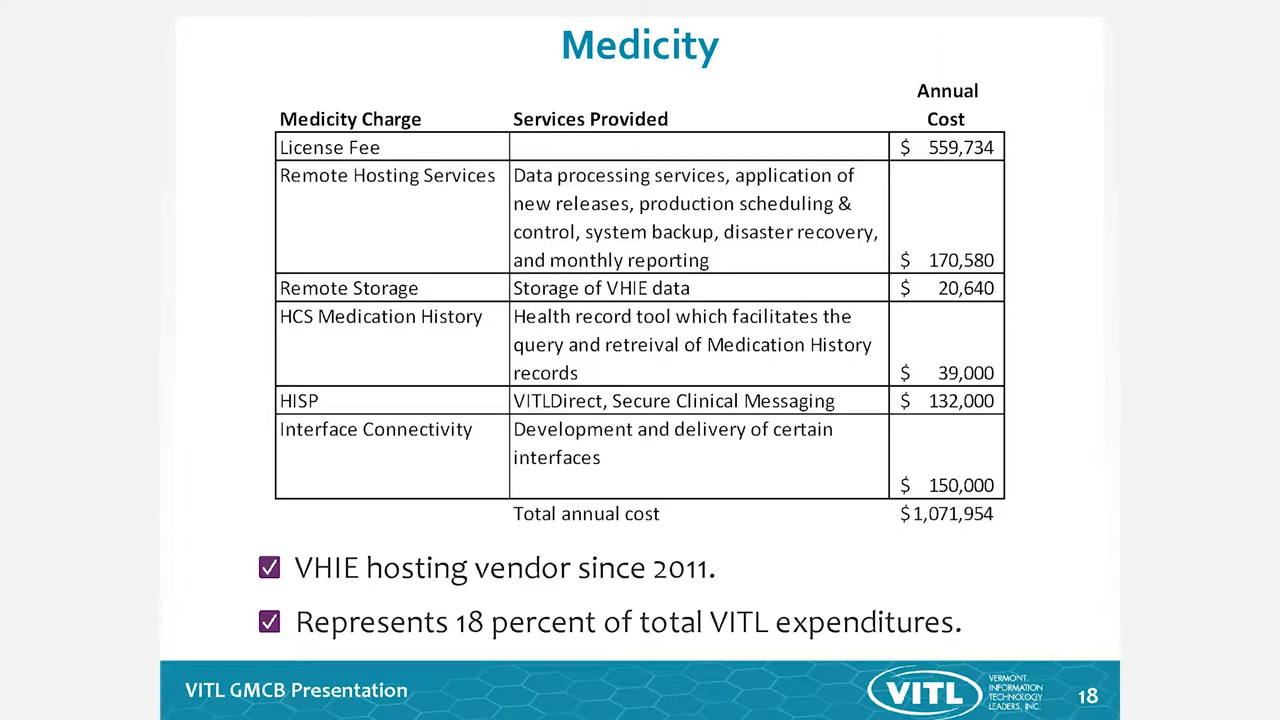 Medicity
Annual
Medicity Charge Services Provided Cost
License Fee $ 559,734
Remote Hosting Services Data processing services, application of
new releases, production scheduling &
control, system backup, disaster recovery,
and monthly reporting $ 170,580
Remote Storage Storage of VHIE data $ 20,640
HCS Medication History Health record tool which facilitates the
query and retreival of Medication History
records $ 39,000
HISP VITLDirect, Secure Clinical Messaging $ 132,000
Interface Connectivity Development and delivery of certain
interfaces
$ 150,000
Total annual cost $1,071,954
VHIE hosting vendor since 2011.
Represents 18 percent of total VITL expenditures.
VITL GMCB Presentation
VITL
VERMONT
INFORMATION
TECHNOLOGY
LEADERS, INC.
18